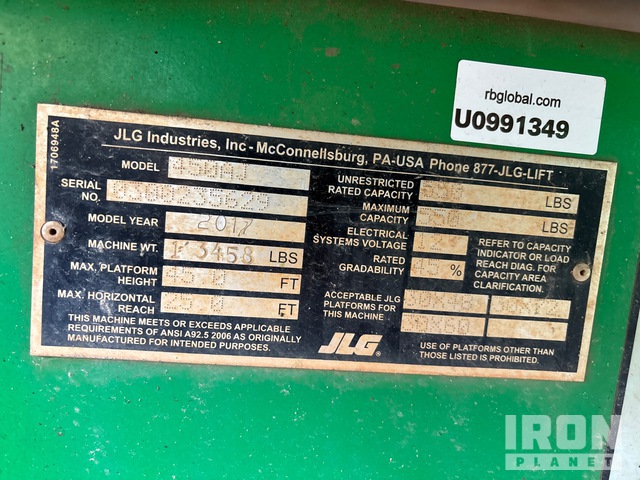 rbglobal.com
U0991349
1706948A
JLG Industries, Inc - McConnellsburg, PA-USA Phone 877-JLG-LIFT
MODEL 450AJ
SERIAL NO.
MODEL YEAR 2017
MACHINE WT. 13458 LBS
MAX. PLATFORM HEIGHT FT
MAX. HORIZONTAL REACH FT
THIS MACHINE MEETS OR EXCEEDS APPLICABLE
REQUIREMENTS OF ANSI A92.5 2006 AS ORIGINALLY
MANUFACTURED FOR INTENDED PURPOSES.
UNRESTRICTED RATED CAPACITY LBS
MAXIMUM CAPACITY LBS
ELECTRICAL SYSTEMS VOLTAGE 12
RATED GRADABILITY %
REFER TO CAPACITY
INDICATOR OR LOAD
REACH DIAG. FOR
CAPACITY AREA
CLARIFICATION.
ACCEPTABLE JLG
PLATFORMS FOR
THIS MACHINE
JLG®
USE OF PLATFORMS OTHER THAN
THOSE LISTED IS PROHIBITED.
IRON
PLANET